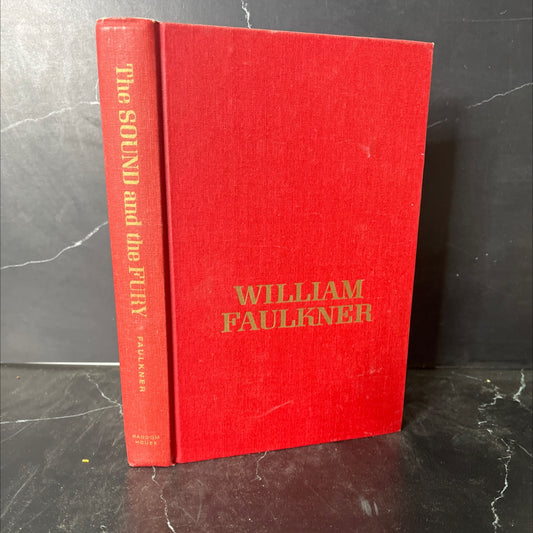 The SOUND and the FURY
FAULKNER
RANDOM
HOUSE
WILLIAM
FAULKNER